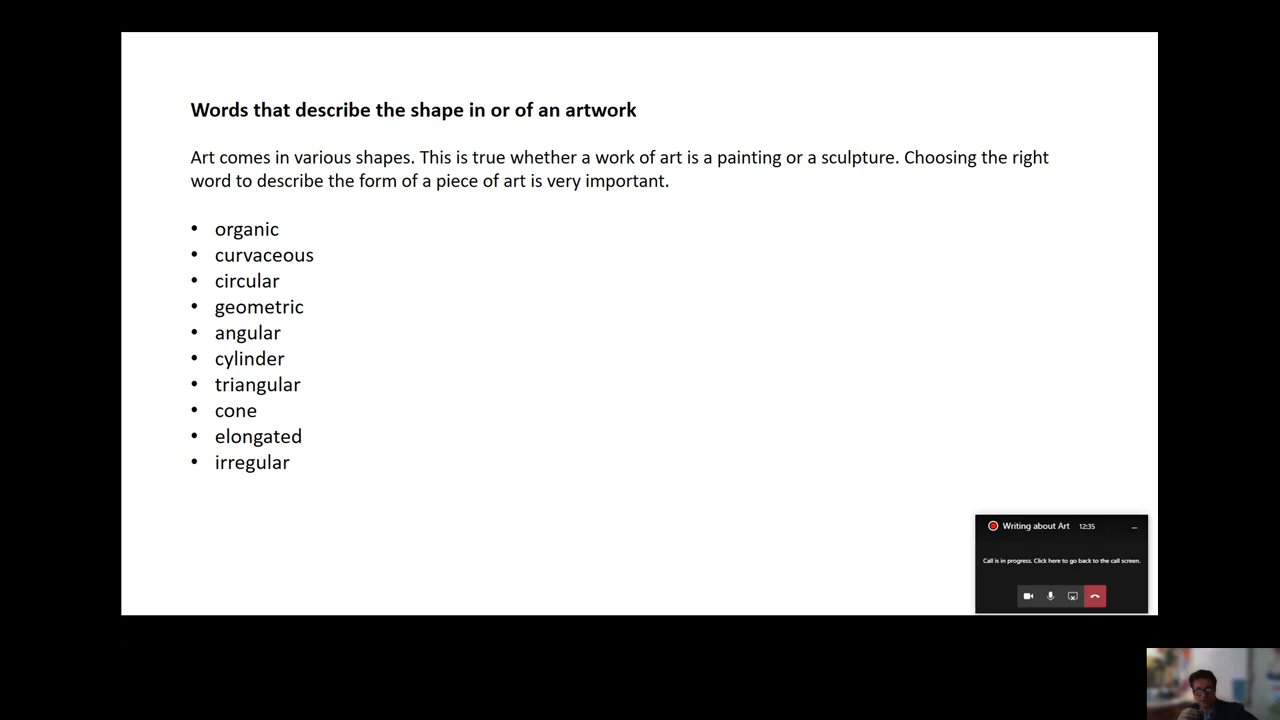 Words that describe the shape in or of an artwork
Art comes in various shapes. This is true whether a work of art is a painting or a sculpture. Choosing the right
word to describe the form of a piece of art is very important.
• organic
• curvaceous
• circular
• geometric
• angular
• cylinder
• triangular
• cone
• elongated
• irregular
Writing about Art 12:35
Call is in progress. Click here to go back to the call screen.